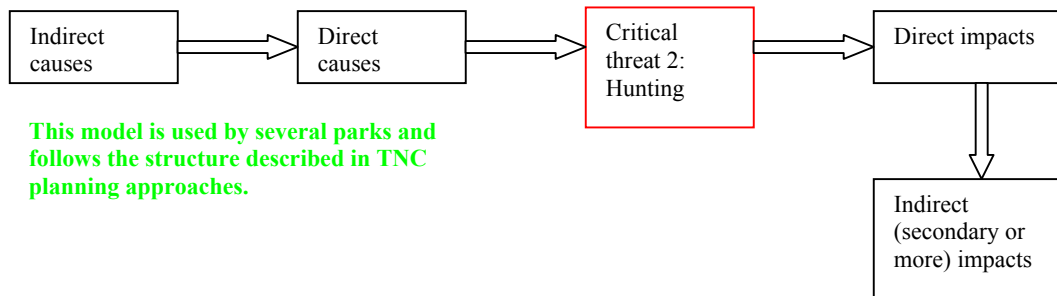 Indirect
causes
Direct
causes
Critical
threat 2:
Hunting
Direct impacts
This model is used by several parks and
follows the structure described in TNC
planning approaches.
Indirect
(secondary or
more) impacts